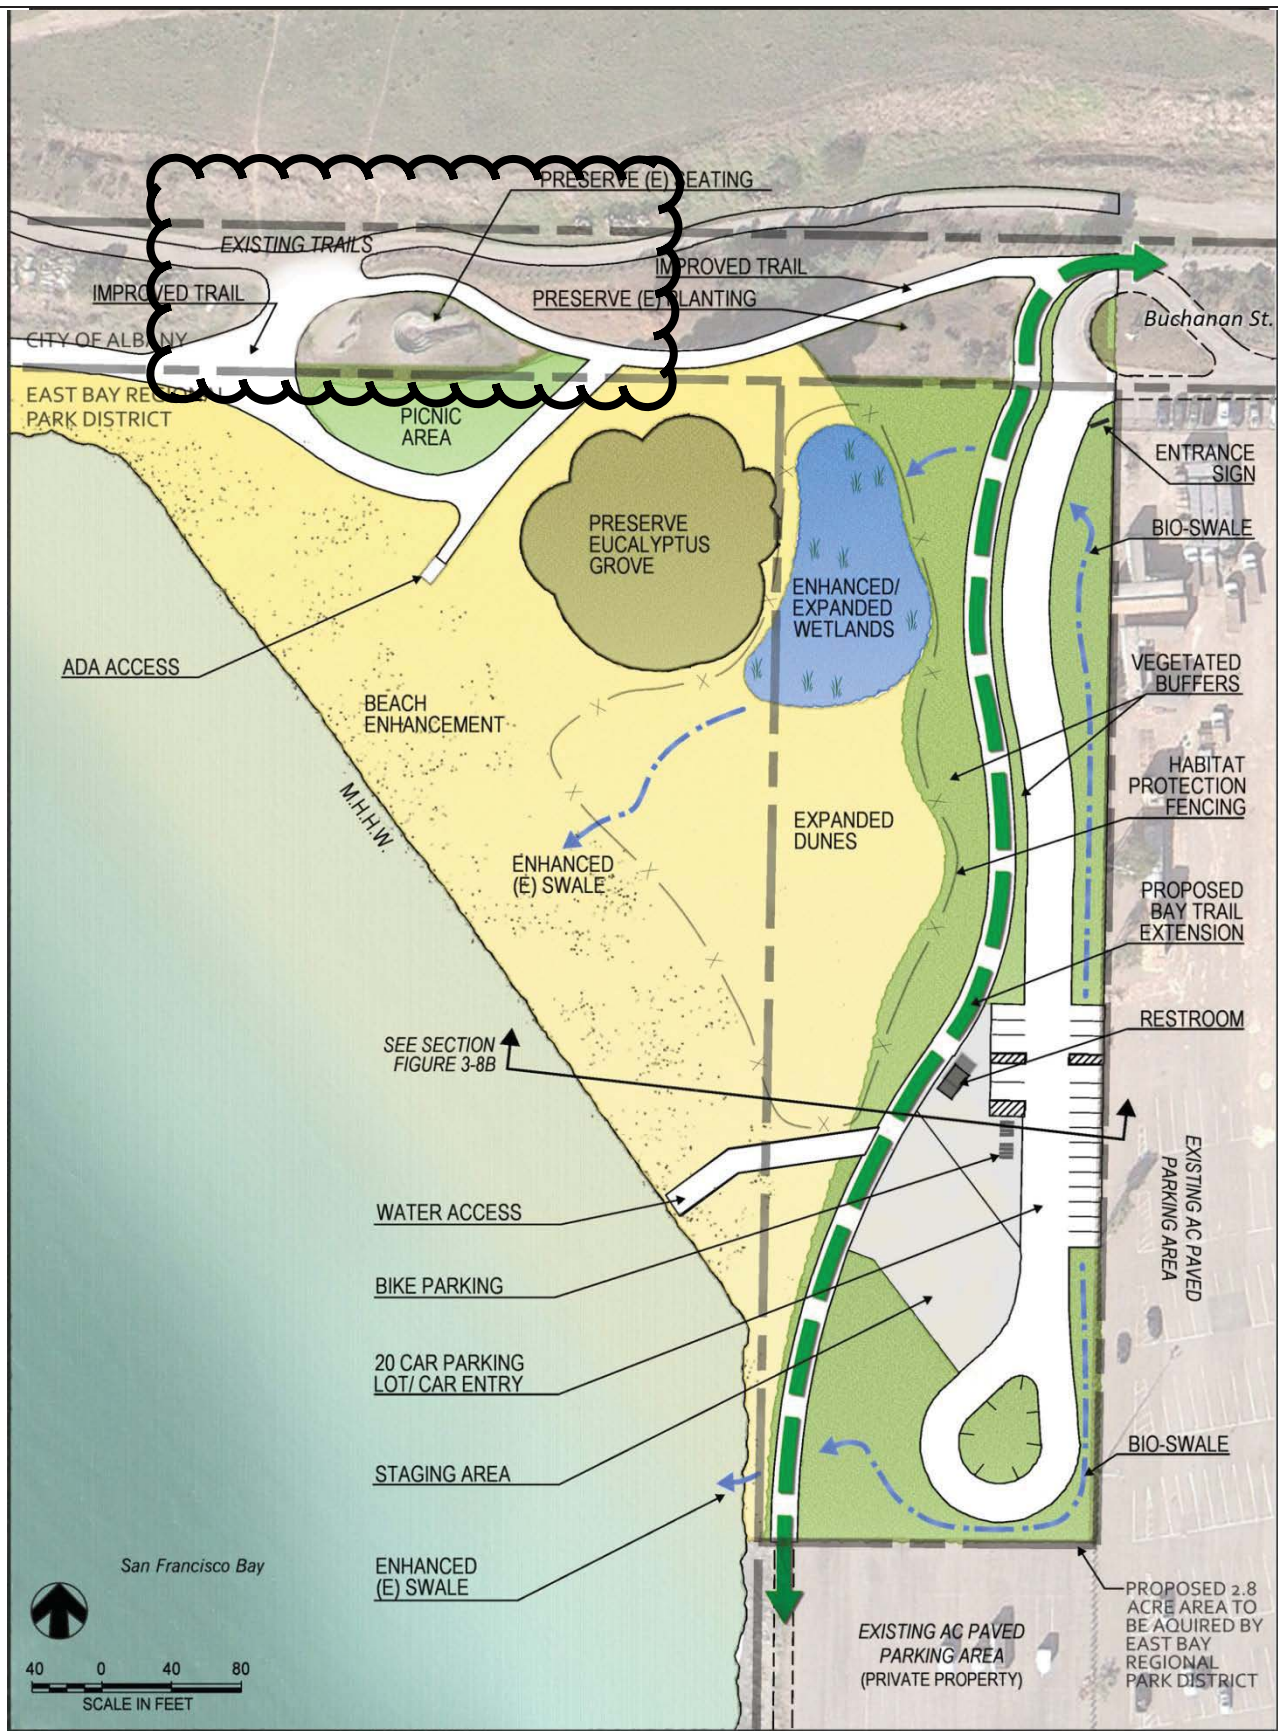 PRESERVE (E) SEATING
EXISTING TRAILS
IMPROVED TRAIL
IMPROVED TRAIL
PRESERVE (E) PLANTING
Buchanan St.
CITY OF ALBANY
EAST BAY REGIONAL
PARK DISTRICT
PICNIC
AREA
ENTRANCE
SIGN
PRESERVE
EUCALYPTUS
GROVE
BIO-SWALE
ENHANCED/
EXPANDED
WETLANDS
ADA ACCESS
VEGETATED
BUFFERS
BEACH
ENHANCEMENT
HABITAT
PROTECTION
FENCING
M.H.H.W.
EXPANDED
DUNES
ENHANCED
(E) SWALE
PROPOSED
BAY TRAIL
EXTENSION
RESTROOM
SEE SECTION
FIGURE 3-8B
EXISTING AC PAVED
PARKING AREA
WATER ACCESS
BIKE PARKING
20 CAR PARKING
LOT/ CAR ENTRY
STAGING AREA
BIO-SWALE
ENHANCED
(E) SWALE
San Francisco Bay
PROPOSED 2.8
ACRE AREA TO
BE AQUIRED BY
EAST BAY
REGIONAL
PARK DISTRICT
EXISTING AC PAVED
PARKING AREA
(PRIVATE PROPERTY)
40 0 40 80
SCALE IN FEET